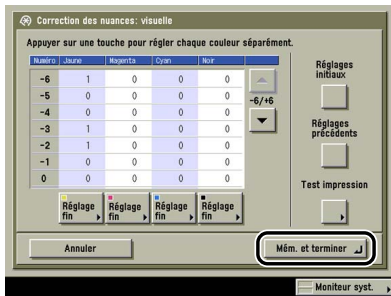 Correction des nuances: visuelle
Appuyer sur une touche pour régler chaque couleur séparément.
Numéro Jaune Magenta Cyan Noir
-6 1 0 0 0
-5 0 0 0 0
-4 0 0 0 0
-3 1 0 0 0
-2 1 0 0 0
-1 0 0 0 0
0 0 0 0 0
-6/+6
Réglages
initiaux
Réglages
précédents
Test impression
Réglage fin Réglage fin Réglage fin Réglage fin
Annuler
Mém. et terminer
Moniteur syst.